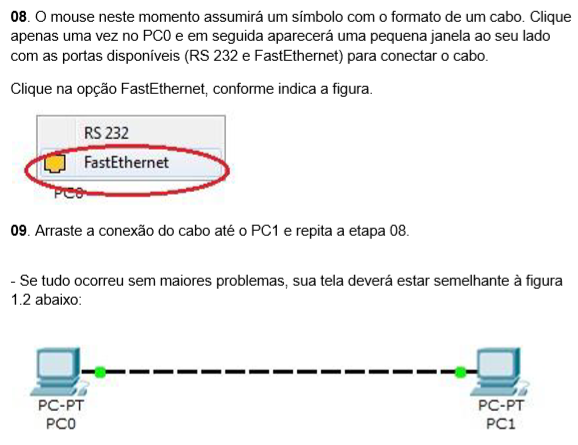 08. O mouse neste momento assumirá um símbolo com o formato de um cabo. Clique
apenas uma vez no PC0 e em seguida aparecerá uma pequena janela ao seu lado
com as portas disponíveis (RS 232 e FastEthernet) para conectar o cabo.
Clique na opção FastEthernet, conforme indica a figura.
RS 232
FastEthernet
PC0
09. Arraste a conexão do cabo até o PC1 e repita a etapa 08.
- Se tudo ocorreu sem maiores problemas, sua tela deverá estar semelhante à figura
1.2 abaixo:
PC-PT
PC0
PC-PT
PC1